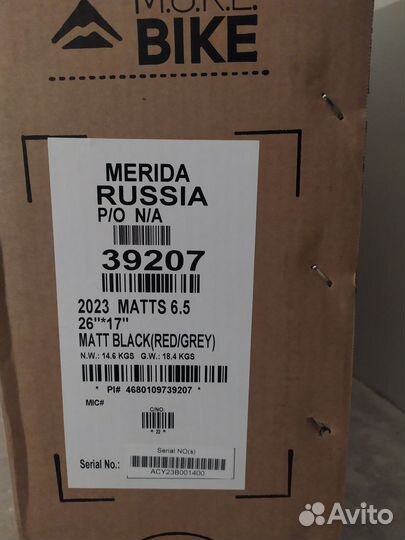 M.O.R.E.
BIKE
MERIDA
RUSSIA
P/O N/A
39207
2023 MATTS 6.5
26"*17"
MATT BLACK(RED/GREY)
N.W.: 14.6 KGS G.W.: 18.4 KGS
* PI# 4680109739207 *
MIC#
C/NO:
* 22 *
Serial NO(s)
Serial No.:
ACY23B001400
Avito